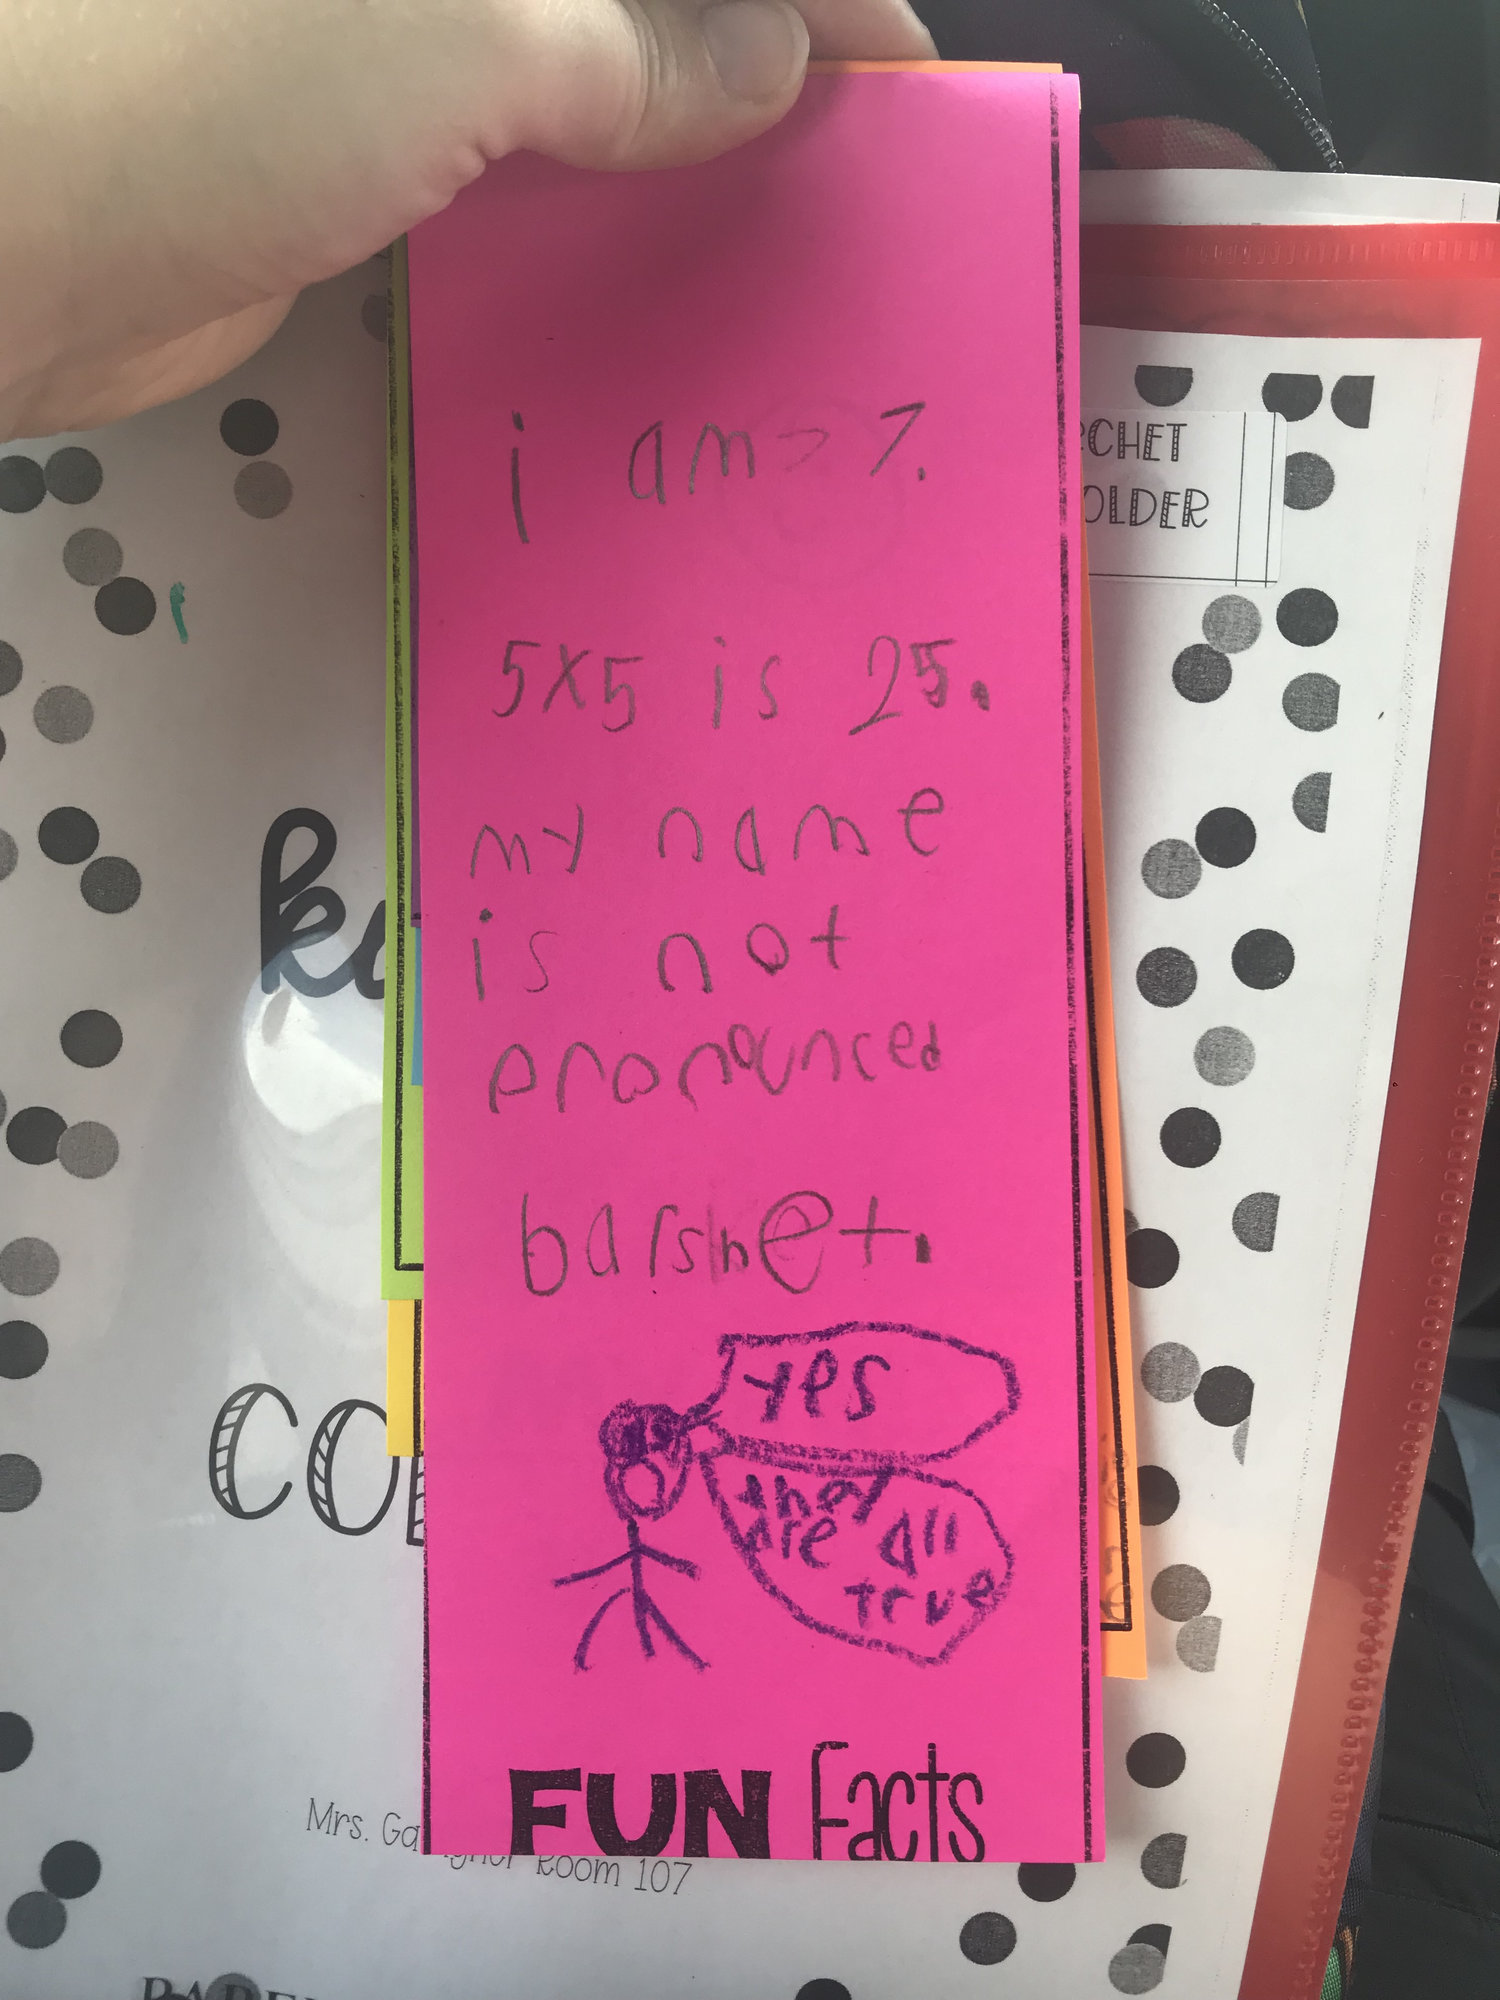 i am 7.
5x5 is 25.
my name
is not
pronounced
barshet.
yes
they
are all
true
FUN Facts
CHET
OLDER
Mrs. Ga
Room 107